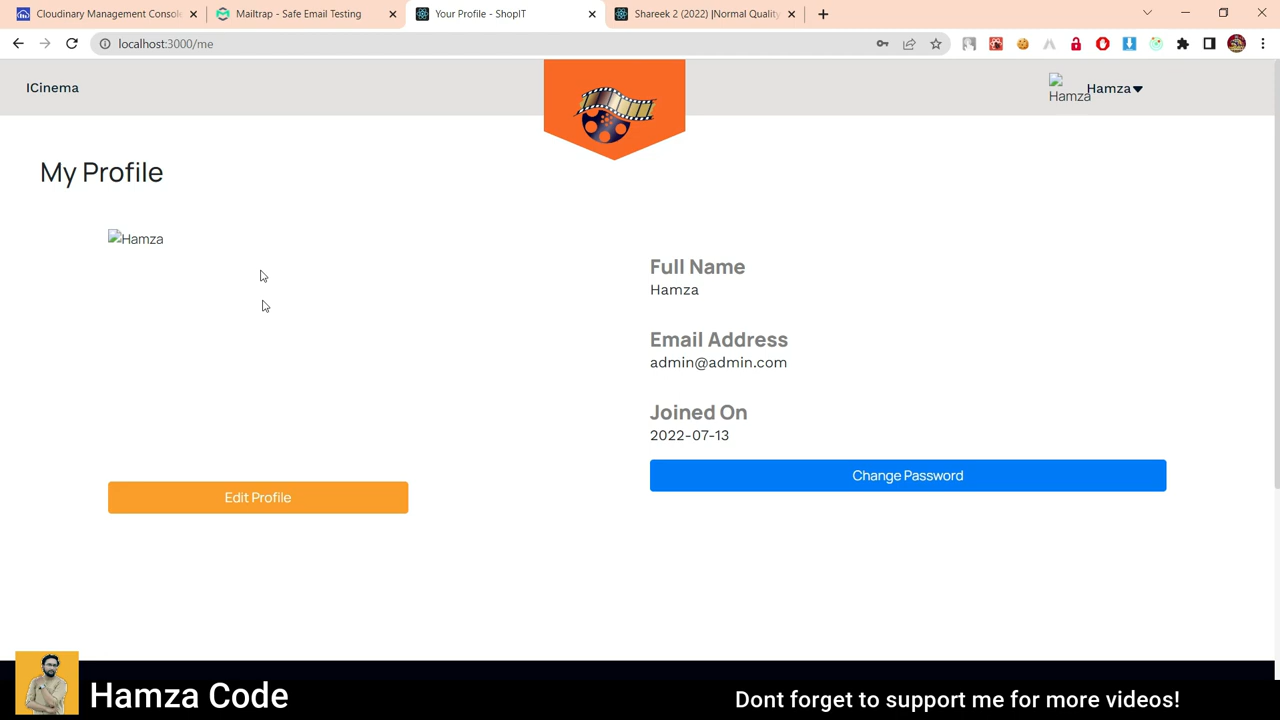 Cloudinary Management Consol
Mailtrap - Safe Email Testing
Your Profile - ShopIT
Shareek 2 (2022) |Normal Quality
localhost:3000/me
ICinema
Hamza
Hamza
My Profile
Hamza
Full Name
Hamza
Email Address
admin@admin.com
Joined On
2022-07-13
Change Password
Edit Profile
Hamza Code
Dont forget to support me for more videos!